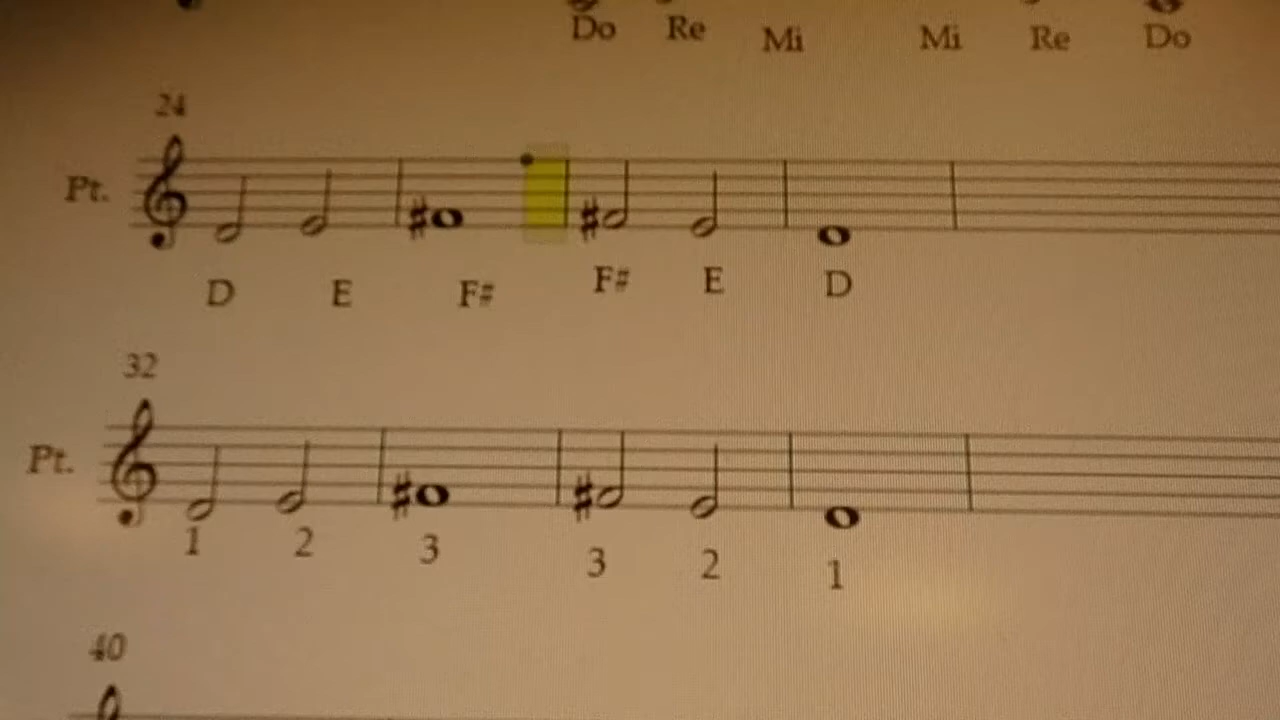 Do Re Mi Mi Re Do
24
Pt.
D E F# F# E D
32
Pt.
1 2 3 3 2 1
40